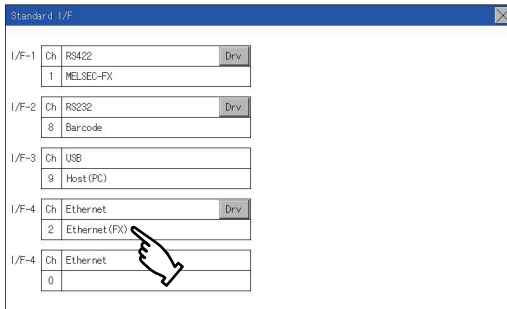 Standard I/F
I/F-1 Ch RS422 Drv
1 MELSEC-FX
I/F-2 Ch RS232 Drv
8 Barcode
I/F-3 Ch USB
9 Host(PC)
I/F-4 Ch Ethernet Drv
2 Ethernet(FX)
I/F-4 Ch Ethernet
0